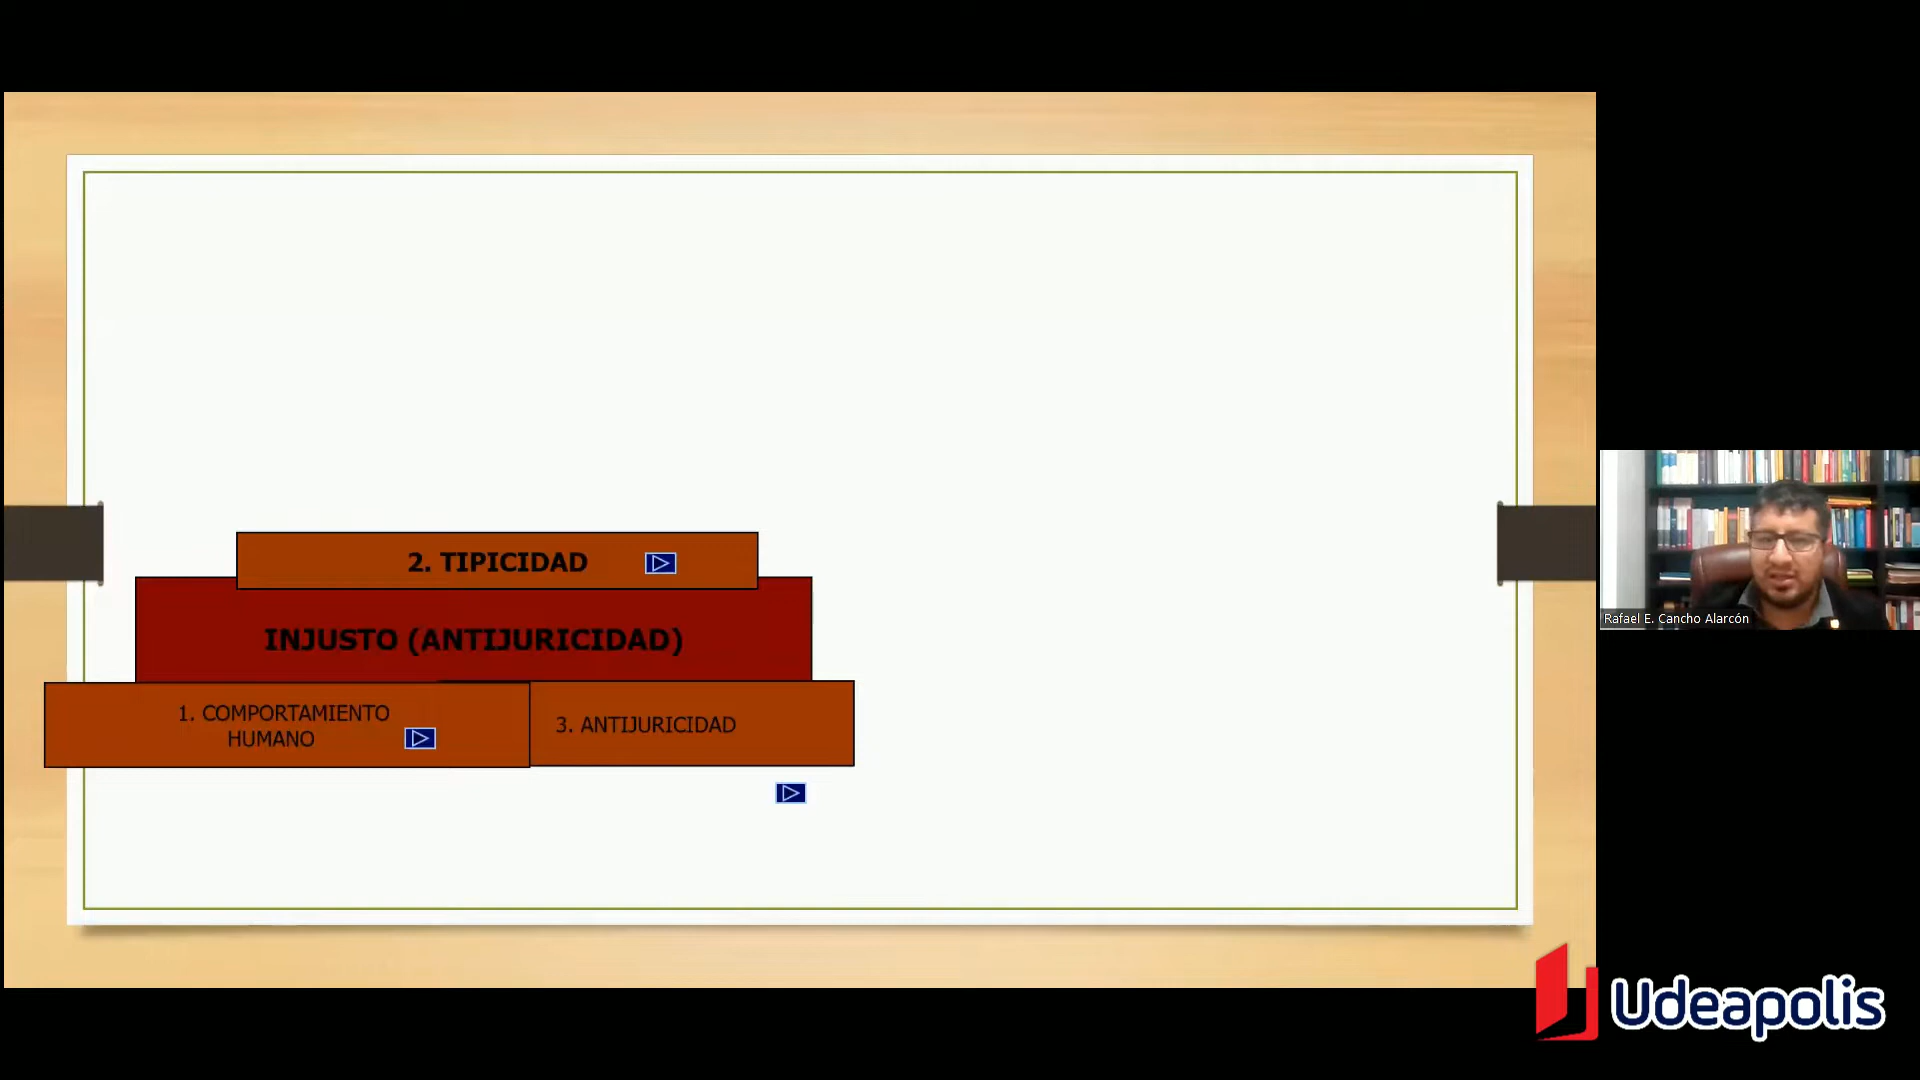 2. TIPICIDAD
INJUSTO (ANTIJURICIDAD)
1. COMPORTAMIENTO
HUMANO
3. ANTIJURICIDAD
Rafael E. Cancho Alarcón
Udeapolis